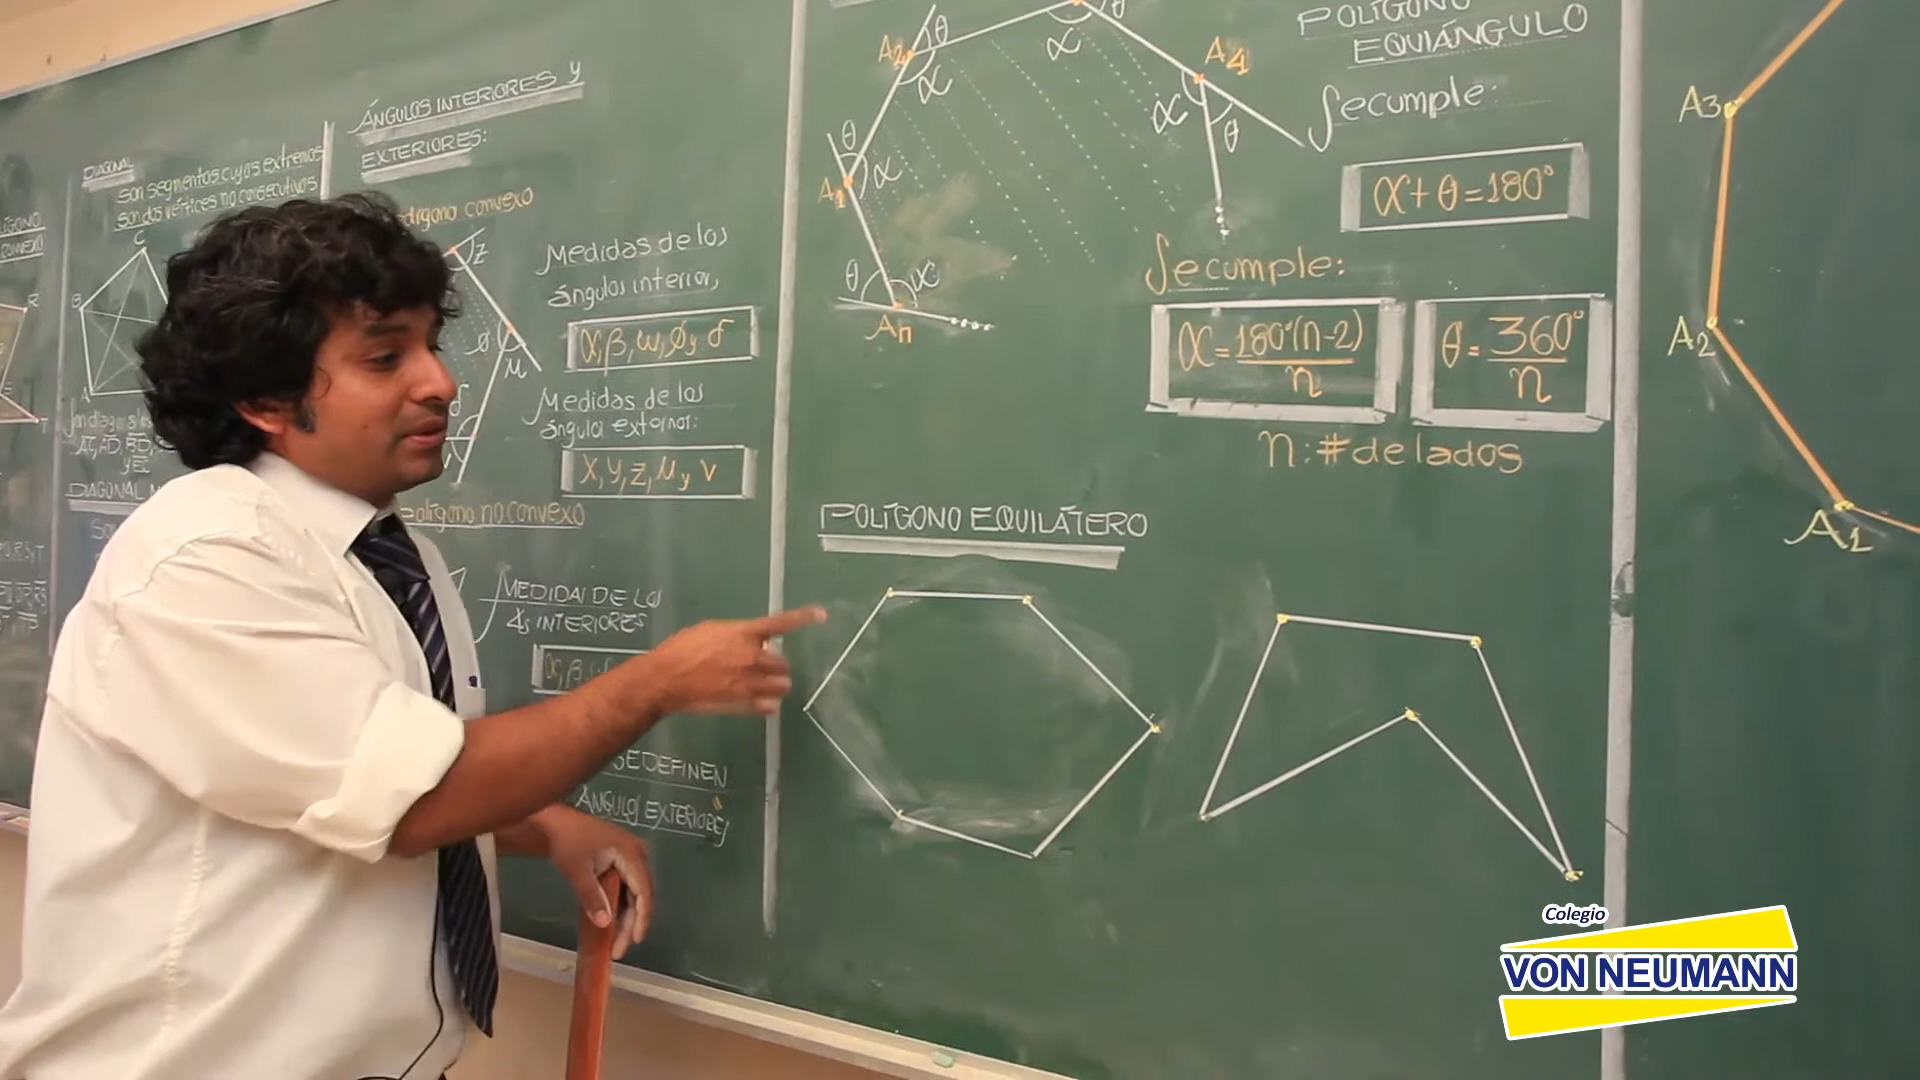 DIAGONAL
Son segmentos cuyos extremos
son dos vértices no consecutivos
C
B
A
R
T
DIAGONAL
ÁNGULOS INTERIORES Y
EXTERIORES:
convexo
z
ø
μ
δ
Medidas de los
ángulos interior,
α, β, ω, ø y δ
Medidas de los
ángulos externos:
x, y, z, μ y v
Polígono no convexo
MEDIDAS DE LOS
∡s INTERIORES
SE DEFINEN
ÁNGULOS EXTERIORES
A2
θ
α
α
θ
A4
α
θ
θ
A1
α
θ
α
An
POLÍGONO
EQUIÁNGULO
Se cumple:
α + θ = 180°
Se cumple:
α = 180°(n-2)
n
θ = 360°
n
n: # de lados
POLÍGONO EQUILÁTERO
A3
A2
A1
Colegio
VON NEUMANN